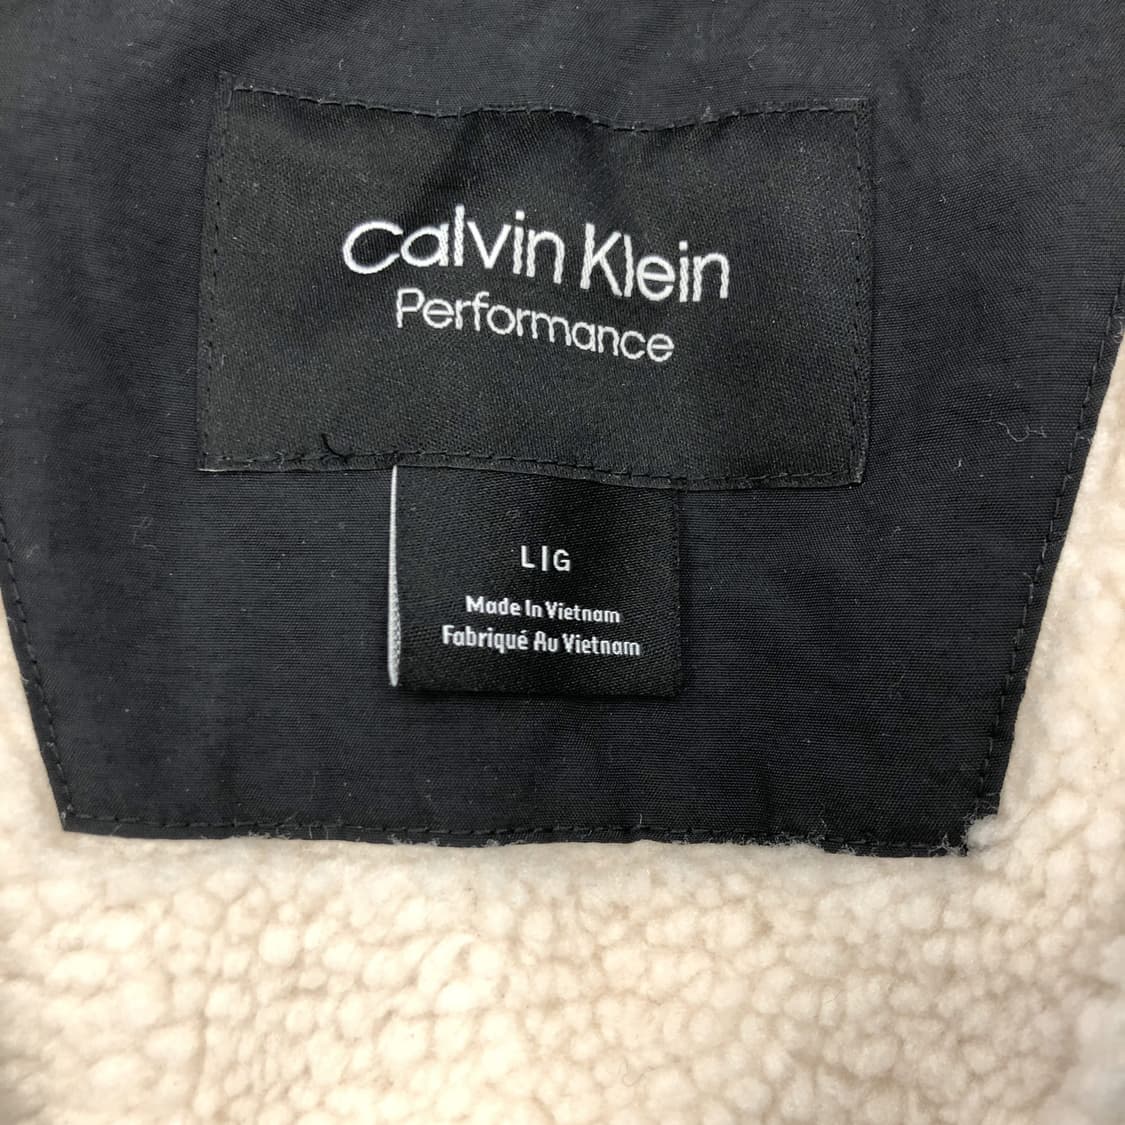 Calvin Klein
Performance
L|G
Made In Vietnam
Fabriqué Au Vietnam